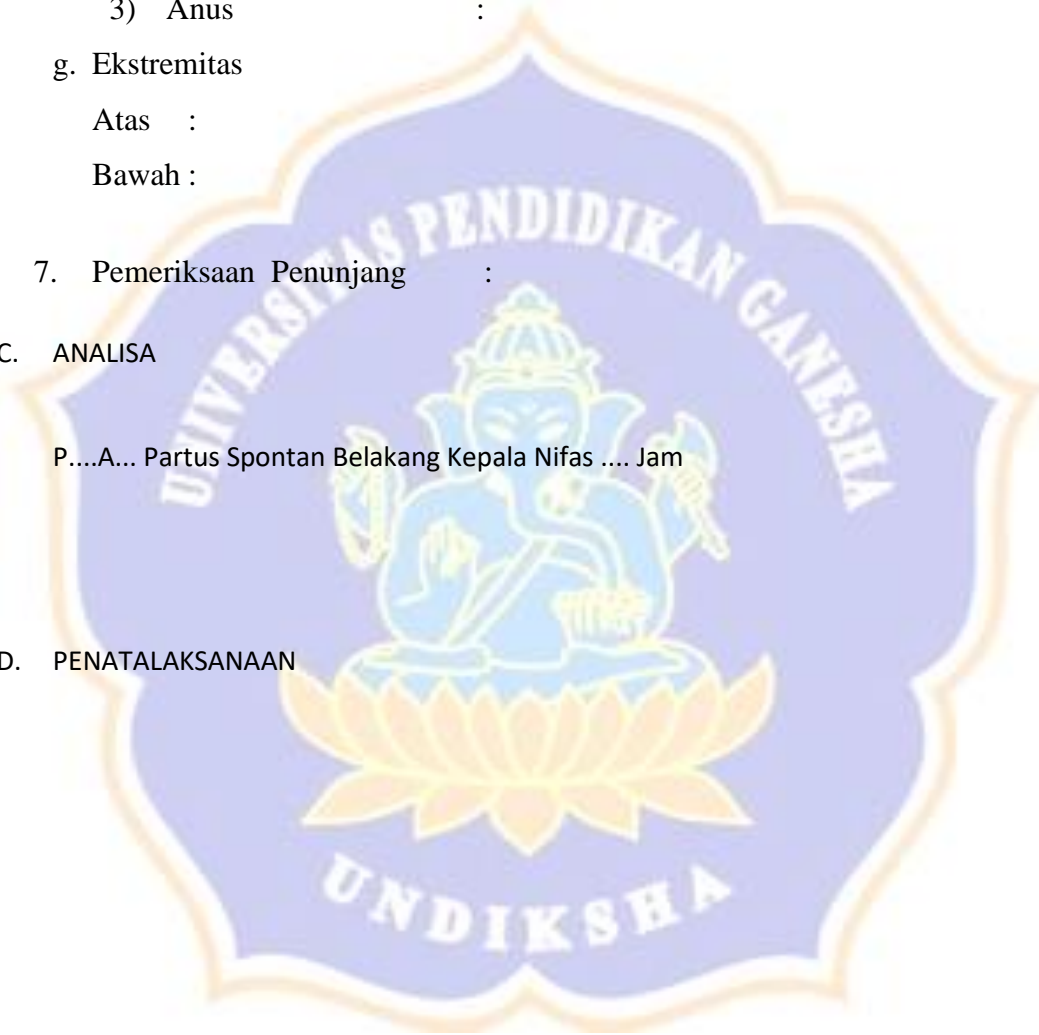 3) Anus :
g. Ekstremitas
Atas :
Bawah :
UNIVERSITAS PENDIDIKAN GANESHA
7. Pemeriksaan Penunjang :
C. ANALISA
P....A... Partus Spontan Belakang Kepala Nifas .... Jam
D. PENATALAKSANAAN
UNDIKSHA